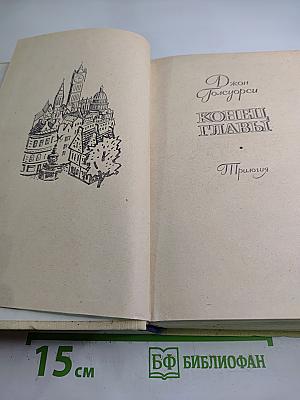 Джон
Голсуорси
КОНЕЦ
ГЛАВЫ
•
Трилогия
15 см
БФ БИБЛИОФАН